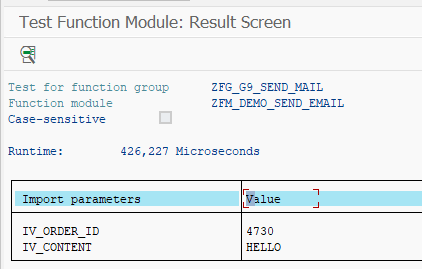 Test Function Module: Result Screen
Test for function group ZFG_G9_SEND_MAIL
Function module ZFM_DEMO_SEND_EMAIL
Case-sensitive
Runtime: 426,227 Microseconds
Import parameters Value
IV_ORDER_ID 4730
IV_CONTENT HELLO